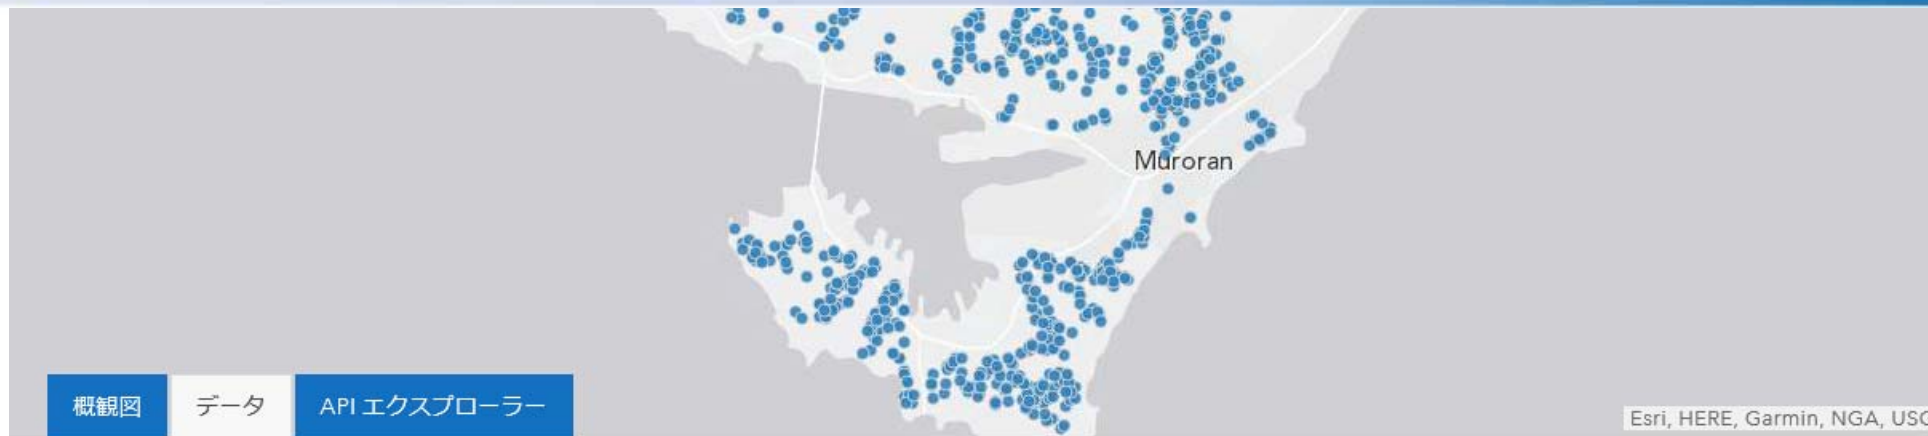 Muroran
概観図
データ
API エクスプローラー
Esri, HERE, Garmin, NGA, USG